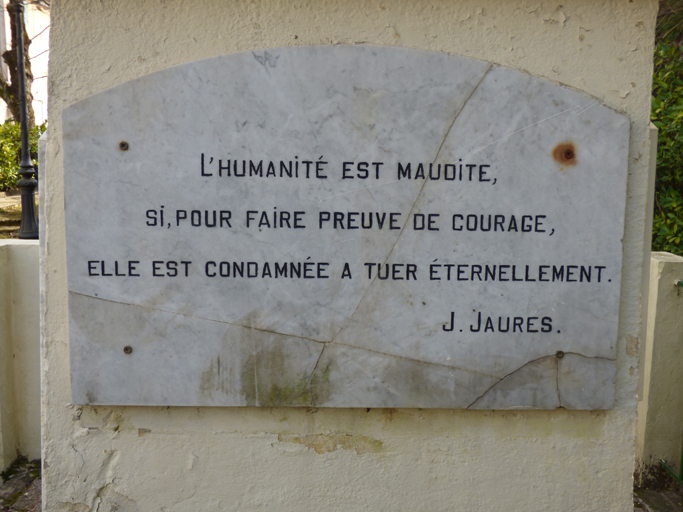 L'HUMANITÉ EST MAUDITE,
SI, POUR FAIRE PREUVE DE COURAGE,
ELLE EST CONDAMNÉE A TUER ÉTERNELLEMENT.
J. JAURES.